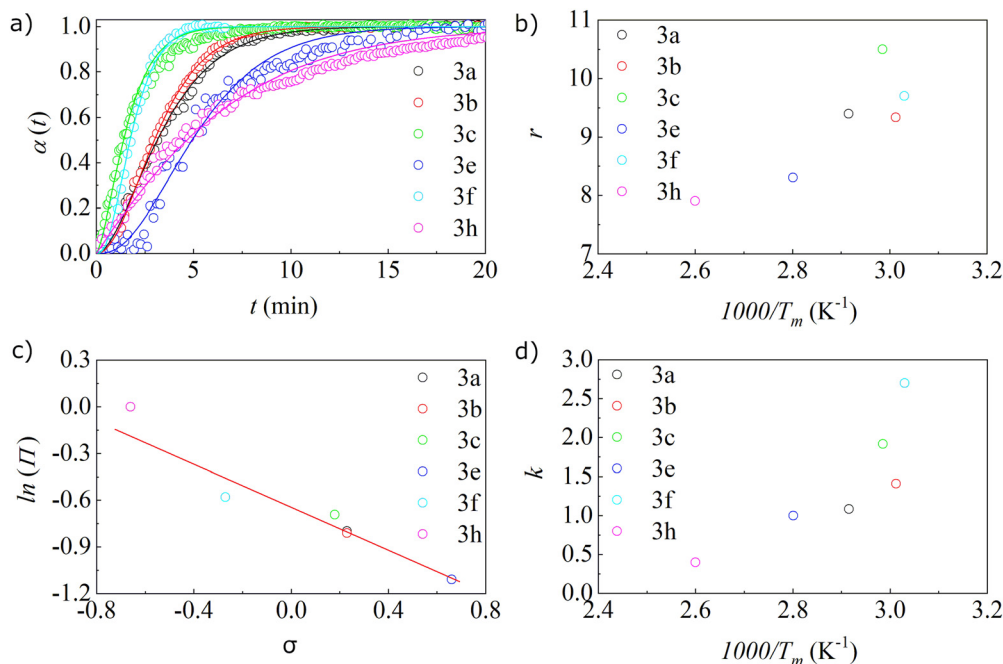 a)
α(t)
1.0
0.8
0.6
0.4
0.2
0.0
0
5
10
15
20
t (min)
3a
3b
3c
3e
3f
3h
b)
r
11
10
9
8
7
2.4
2.6
2.8
3.0
3.2
1000/Tm (K-1)
3a
3b
3c
3e
3f
3h
c)
ln (Π)
0.3
0.0
-0.3
-0.6
-0.9
-1.2
-0.8
-0.4
0.0
0.4
0.8
σ
3a
3b
3c
3e
3f
3h
d)
k
3.0
2.5
2.0
1.5
1.0
0.5
0.0
2.4
2.6
2.8
3.0
3.2
1000/Tm (K-1)
3a
3b
3c
3e
3f
3h